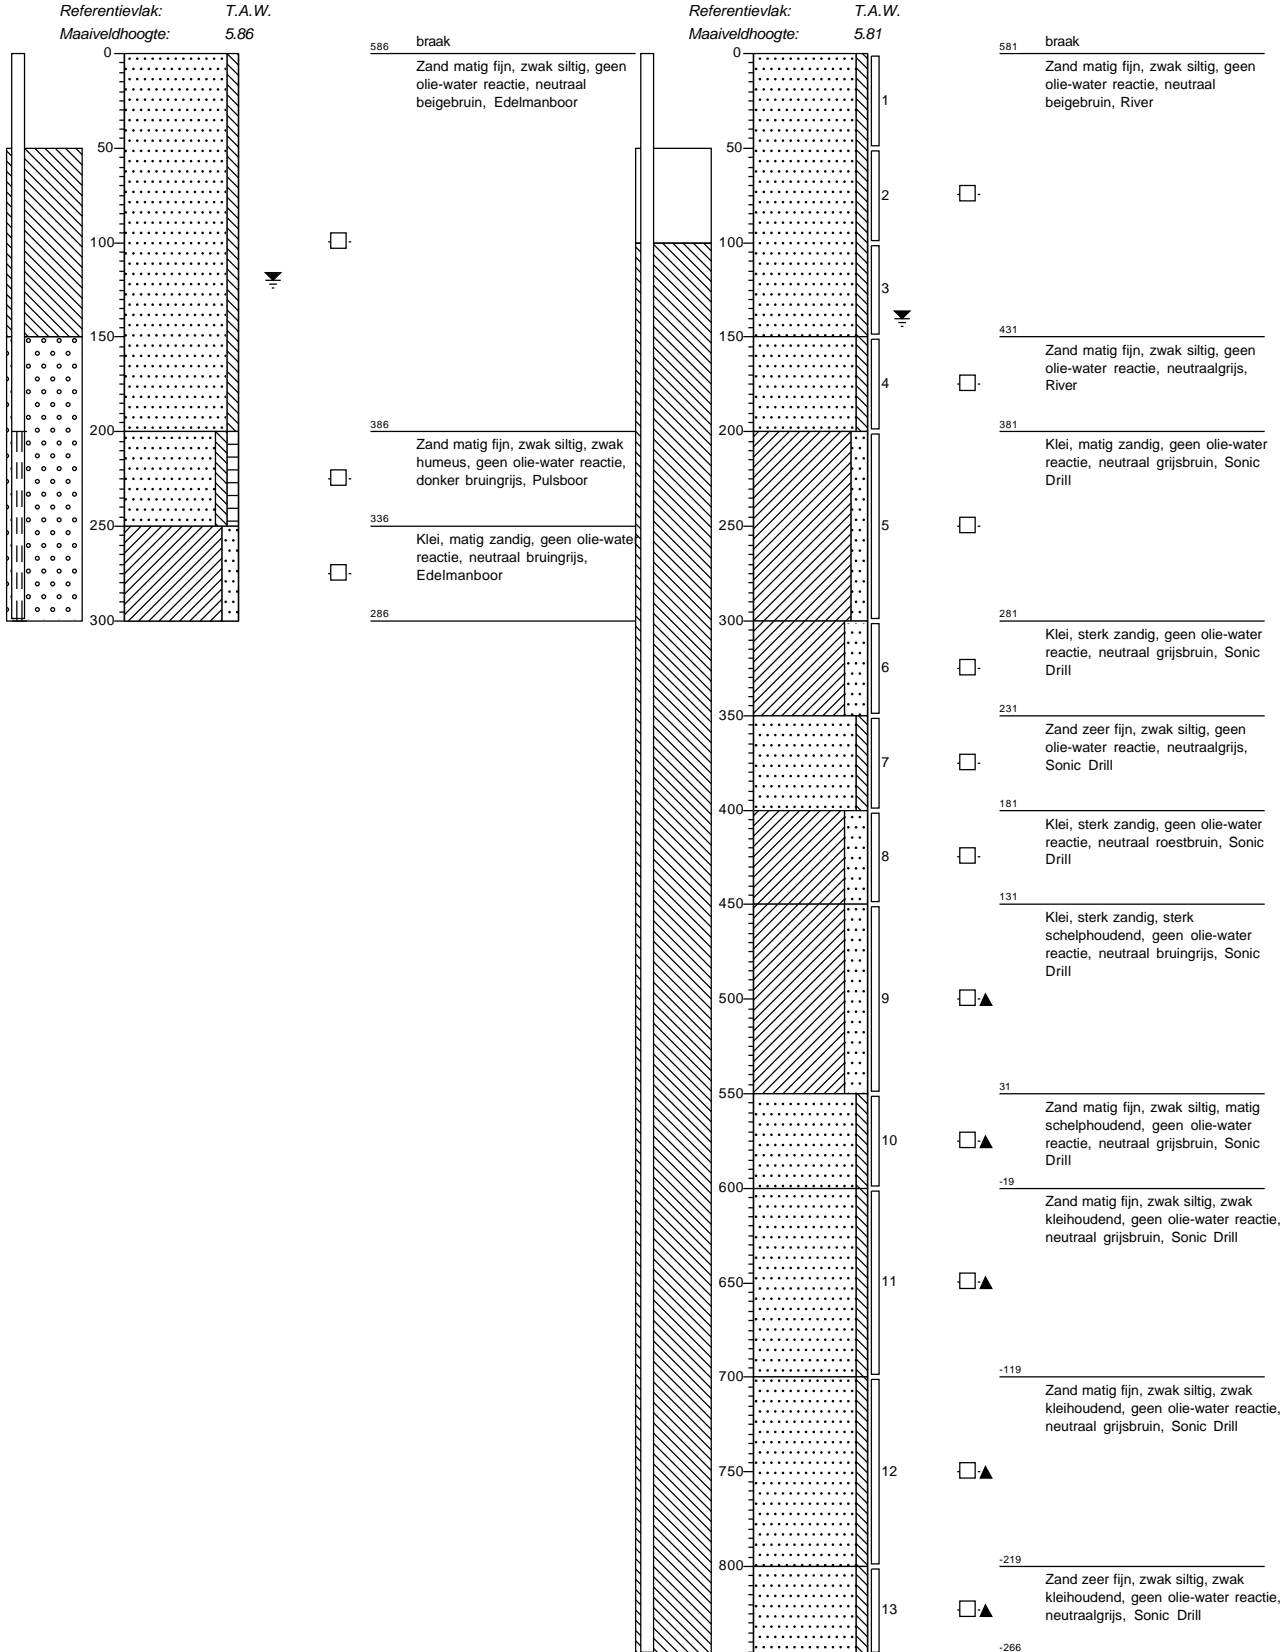 Referentievlak: T.A.W.
Maaiveldhoogte: 5.86
0
50
100
150
200
250
300
586 braak
Zand matig fijn, zwak siltig, geen
olie-water reactie, neutraal
beigebruin, Edelmanboor
386
Zand matig fijn, zwak siltig, zwak
humeus, geen olie-water reactie,
donker bruingrijs, Pulsboor
336
Klei, matig zandig, geen olie-wate
reactie, neutraal bruingrijs,
Edelmanboor
286
Referentievlak: T.A.W.
Maaiveldhoogte: 5.81
0
50
100
150
200
250
300
350
400
450
500
550
600
650
700
750
800
1
2
3
4
5
6
7
8
9
10
11
12
13
581 braak
Zand matig fijn, zwak siltig, geen
olie-water reactie, neutraal
beigebruin, River
431
Zand matig fijn, zwak siltig, geen
olie-water reactie, neutraalgrijs,
River
381
Klei, matig zandig, geen olie-water
reactie, neutraal grijsbruin, Sonic
Drill
281
Klei, sterk zandig, geen olie-water
reactie, neutraal grijsbruin, Sonic
Drill
231
Zand zeer fijn, zwak siltig, geen
olie-water reactie, neutraalgrijs,
Sonic Drill
181
Klei, sterk zandig, geen olie-water
reactie, neutraal roestbruin, Sonic
Drill
131
Klei, sterk zandig, sterk
schelphoudend, geen olie-water
reactie, neutraal bruingrijs, Sonic
Drill
31
Zand matig fijn, zwak siltig, matig
schelphoudend, geen olie-water
reactie, neutraal grijsbruin, Sonic
Drill
-19
Zand matig fijn, zwak siltig, zwak
kleihoudend, geen olie-water reactie,
neutraal grijsbruin, Sonic Drill
-119
Zand matig fijn, zwak siltig, zwak
kleihoudend, geen olie-water reactie,
neutraal grijsbruin, Sonic Drill
-219
Zand zeer fijn, zwak siltig, zwak
kleihoudend, geen olie-water reactie,
neutraalgrijs, Sonic Drill
-266